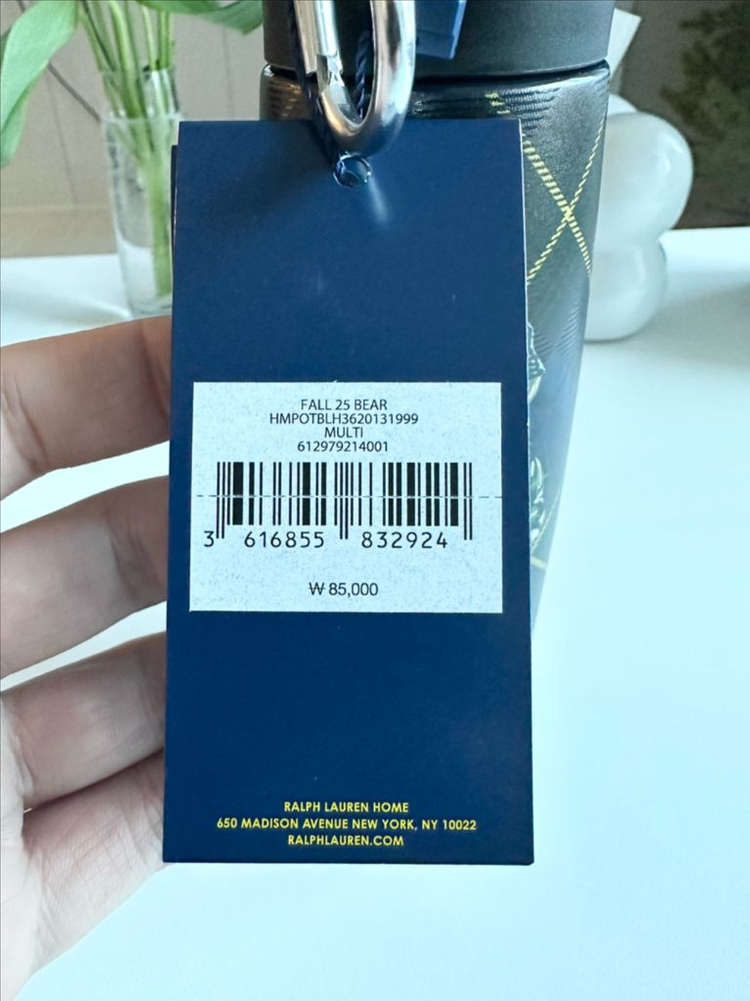 FALL 25 BEAR
HMPOTBLH3620131999
MULTI
612979214001
3 616855 832924
₩ 85,000
RALPH LAUREN HOME
650 MADISON AVENUE NEW YORK, NY 10022
RALPHLAUREN.COM